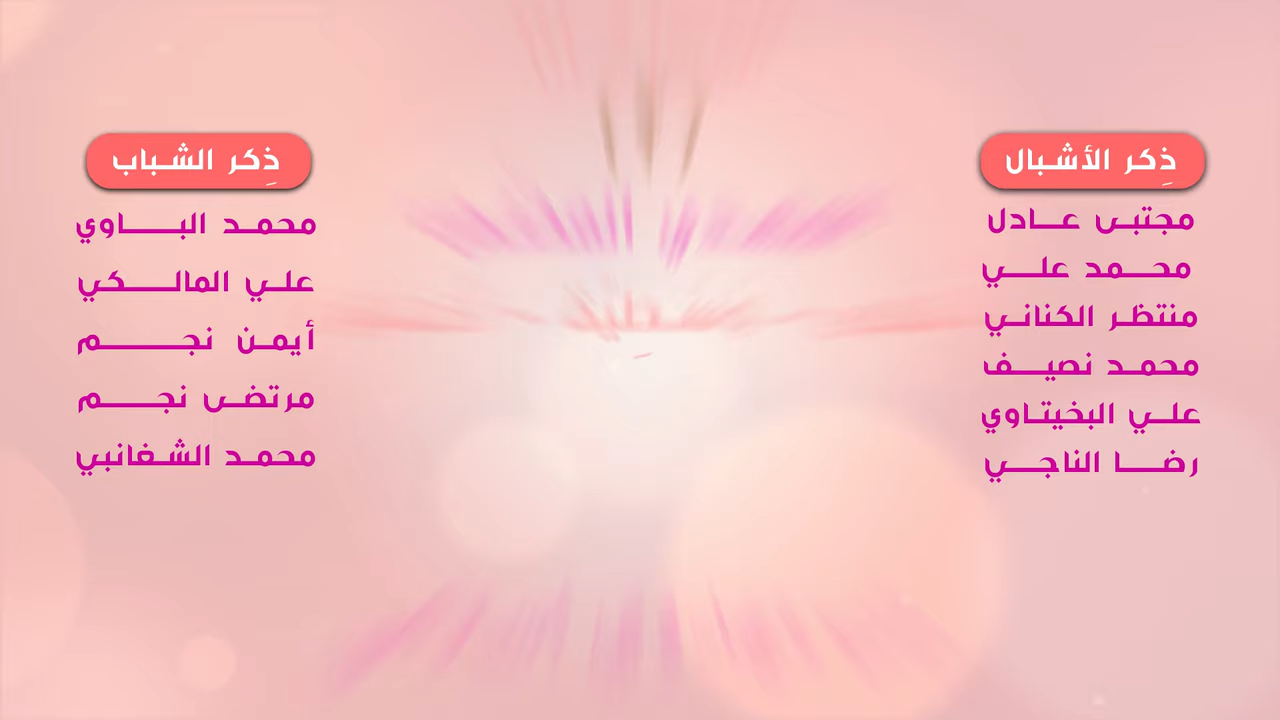 ذِكر الأشبال
مجتبى عادل
محمد علي
منتظر الكناني
محمد نصيف
علي البخيتاوي
رضا الناجي
ذِكر الشباب
محمد الباوي
علي المالكي
أيمن نجم
مرتضى نجم
محمد الشغانبي